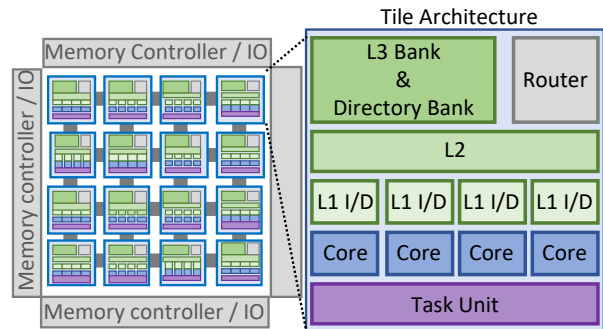 Tile Architecture
Memory Controller / IO
Memory controller / IO
L3 Bank
&
Directory Bank
Router
L2
L1 I/D L1 I/D L1 I/D L1 I/D
Core Core Core Core
Task Unit
Memory controller / IO